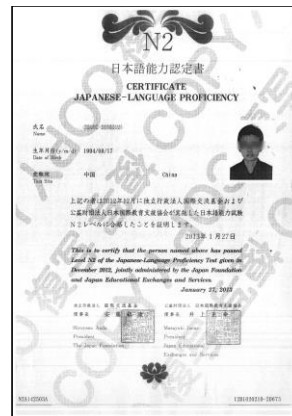 N2
日本語能力認定書
CERTIFICATE
JAPANESE-LANGUAGE PROFICIENCY
氏名
Name
生年月日(y/m/d) 1994/08/17
Date of Birth
受験地 中国 China
Test Site
上記の者は2012年12月に独立行政法人国際交流基金および
公益財団法人日本国際教育支援協会が実施した日本語能力試験
N2レベルに合格したことを証明します。
2013年1月27日
This is to certify that the person named above has passed
Level N2 of the Japanese-Language Proficiency Test given in
December 2012, jointly administered by the Japan Foundation
and Japan Educational Exchanges and Services.
January 27, 2013
独立行政法人 国際交流基金
公益財団法人 日本国際教育支援協会
理事長
理事長 井上正幸
Hiroyasu Ando
Masayuki Inoue
President
President
The Japan Foundation
Japan Educational
Exchanges and Services
COPY
複写